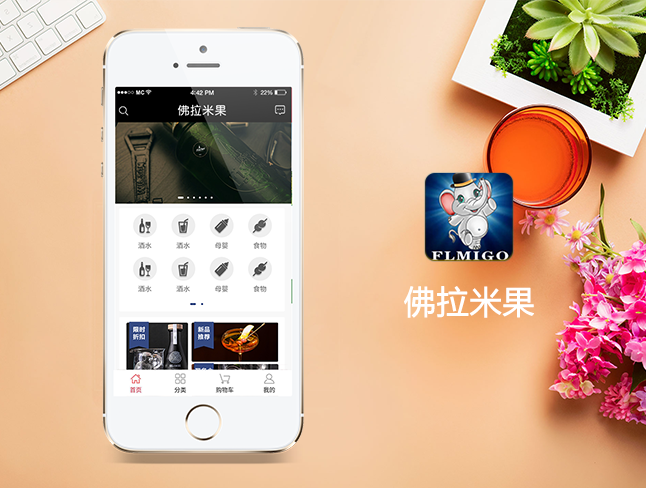 MC 4:42 PM 22%
佛拉米果
酒水 酒水 母婴 食物
酒水 酒水 母婴 食物
限时 新品
折扣 推荐
首页 分类 购物车 我的
FLMIGO
佛拉米果